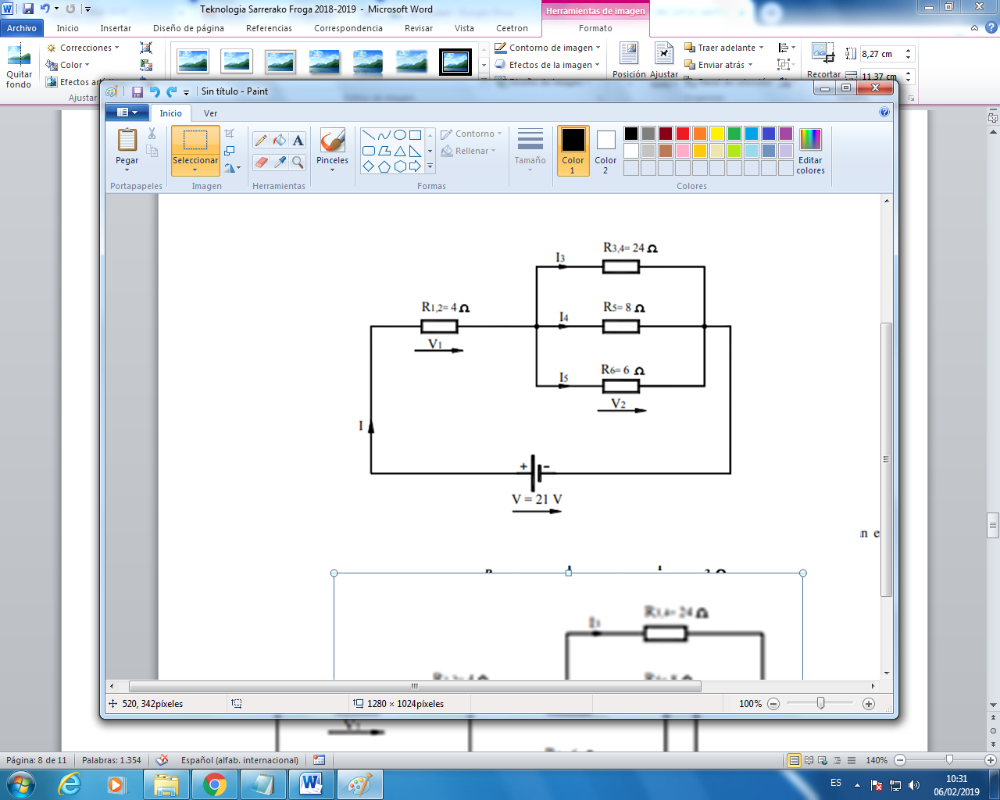 Teknologia Sarrerako Froga 2018-2019 - Microsoft Word
Herramientas de imagen
Archivo Inicio Insertar Diseño de página Referencias Correspondencia Revisar Vista Ceetron Formato
Quitar fondo
Correcciones
Color
Efectos
Ajustar
Contorno de imagen
Efectos de la imagen
Posición
Ajustar
Traer adelante
Enviar atrás
Recortar
8,27 cm
11,37 cm
Sin título - Paint
Inicio Ver
Pegar
Portapapeles
Seleccionar
Imagen
Herramientas
Pinceles
Formas
Contorno
Rellenar
Tamaño
Color 1
Color 2
Editar colores
Colores
R3,4= 24 Ω
I3
R1,2= 4 Ω
R5= 8 Ω
I4
V1
R6= 6 Ω
I5
V2
I
+ -
V = 21 V
n e
R3,4= 24 Ω
I3
520, 342píxeles
1280 × 1024píxeles
100%
V1
Página: 8 de 11
Palabras: 1.354
Español (alfab. internacional)
140%
ES
10:31
06/02/2019